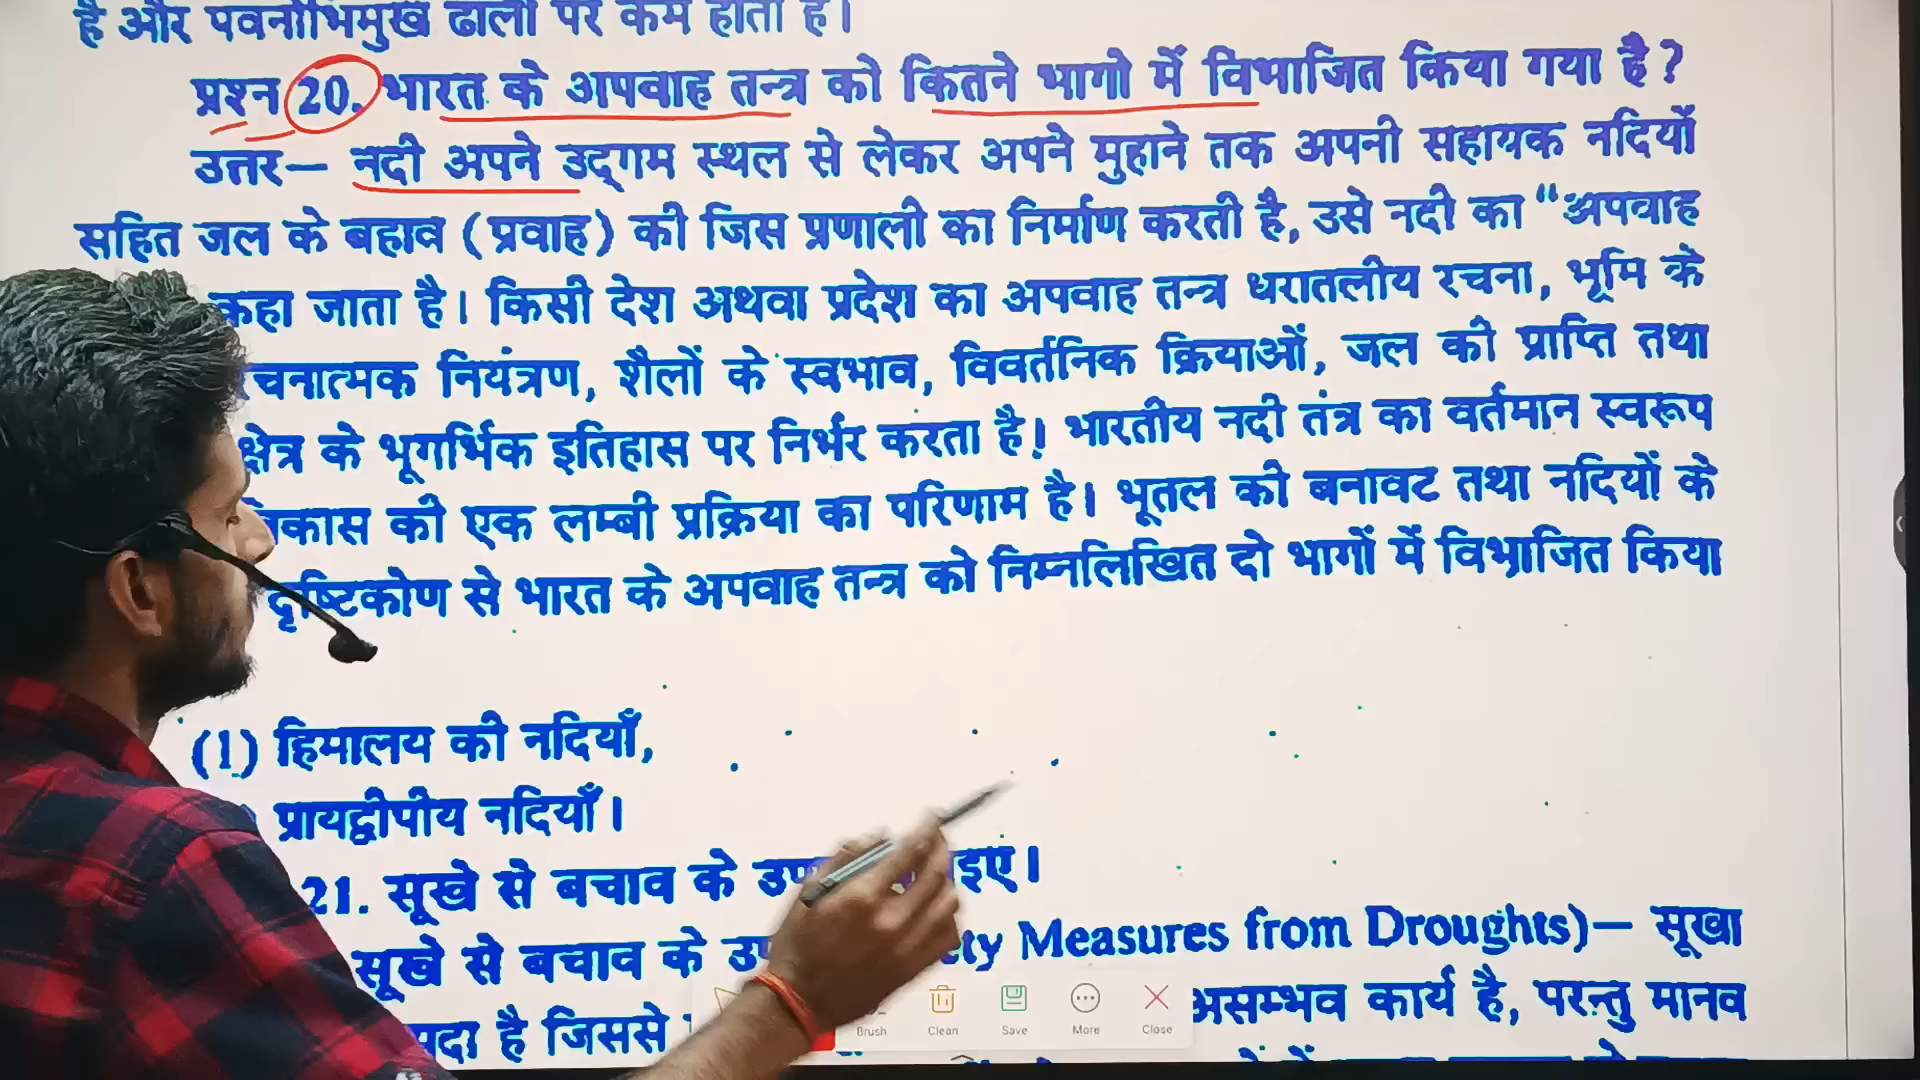 है और पवनाभिमुख ढालों पर कम होता है।
प्रश्न 20. भारत के अपवाह तन्त्र को कितने भागो में विभाजित किया गया है?
उत्तर— नदी अपने उद्गम स्थल से लेकर अपने मुहाने तक अपनी सहायक नदियों
सहित जल के बहाव (प्रवाह) की जिस प्रणाली का निर्माण करती है, उसे नदी का "अपवाह
कहा जाता है। किसी देश अथवा प्रदेश का अपवाह तन्त्र धरातलीय रचना, भूमि के
नियंत्रण, शैलों के स्वभाव, विवर्तनिक क्रियाओं, जल की प्राप्ति तथा
क्षेत्र के भूगर्भिक इतिहास पर निर्भर करता है। भारतीय नदी तंत्र का वर्तमान स्वरूप
की एक लम्बी प्रक्रिया का परिणाम है। भूतल की बनावट तथा नदियों के
दृष्टिकोण से भारत के अपवाह तन्त्र को निम्नलिखित दो भागों में विभाजित किया
(1) हिमालय की नदियाँ,
प्रायद्वीपीय नदियाँ।
21. सूखे से बचाव के
सूखे से बचाव के Measures from Droughts)— सूखा
है जिससे असम्भव कार्य है, परन्तु मानव
Brush Clean Save More Close